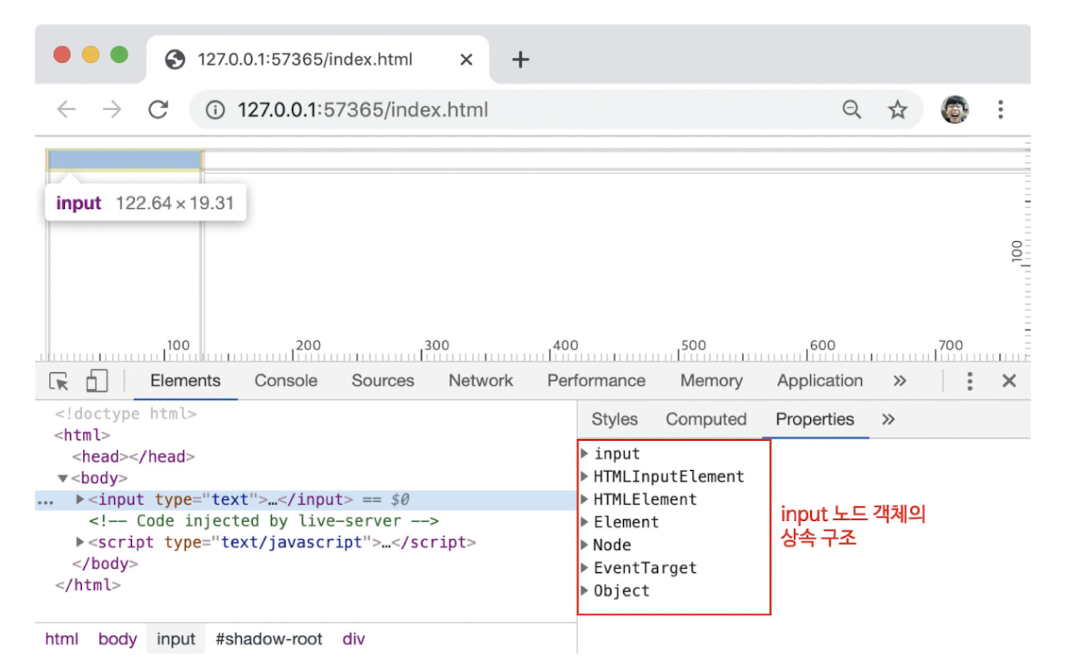 127.0.0.1:57365/index.html
127.0.0.1:57365/index.html
input 122.64 × 19.31
100
100 200 300 400 500 600 700
Elements Console Sources Network Performance Memory Application »
<!doctype html>
<html>
<head></head>
▼<body>
... ▶<input type="text">…</input> == $0
<!-- Code injected by live-server -->
▶<script type="text/javascript">…</script>
</body>
</html>
html body input #shadow-root div
Styles Computed Properties »
▶ input
▶ HTMLInputElement
▶ HTMLElement
▶ Element
▶ Node
▶ EventTarget
▶ Object
input 노드 객체의
상속 구조